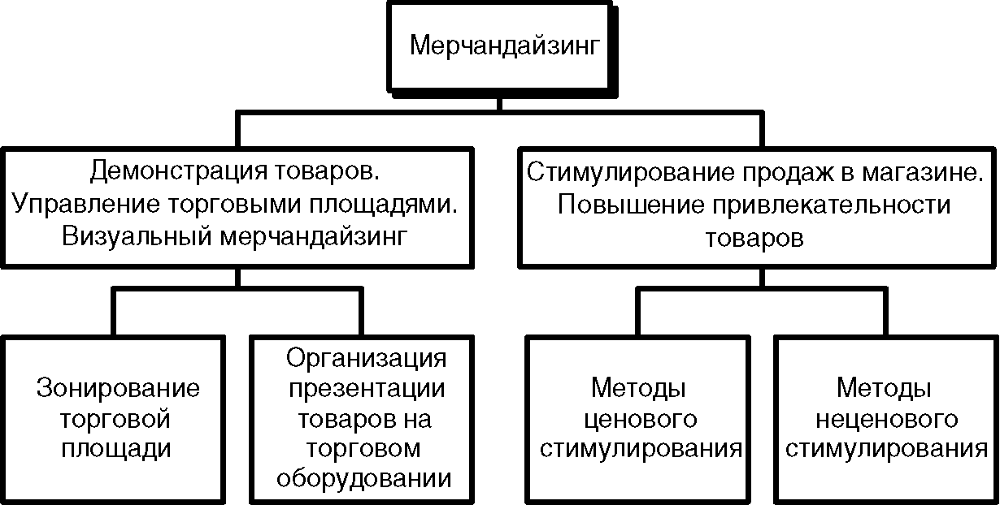 Мерчандайзинг
Демонстрация товаров.
Управление торговыми площадями.
Визуальный мерчандайзинг
Стимулирование продаж в магазине.
Повышение привлекательности
товаров
Зонирование
торговой
площади
Организация
презентации
товаров на
торговом
оборудовании
Методы
ценового
стимулирования
Методы
неценового
стимулирования